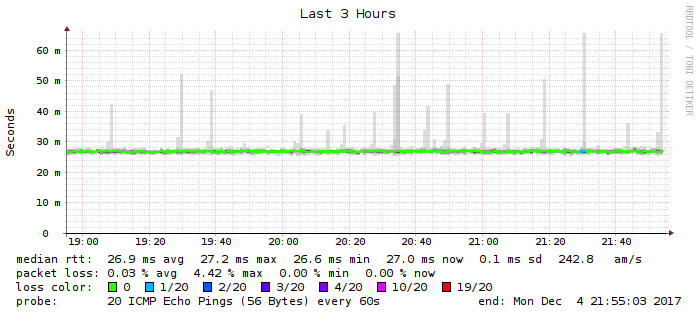 Last 3 Hours
RRDTOOL / TOBI OETIKER
Seconds
60 m
50 m
40 m
30 m
20 m
10 m
0
19:00 19:20 19:40 20:00 20:20 20:40 21:00 21:20 21:40
median rtt: 26.9 ms avg 27.2 ms max 26.6 ms min 27.0 ms now 0.1 ms sd 242.8 am/s
packet loss: 0.03 % avg 4.42 % max 0.00 % min 0.00 % now
loss color: 0 1/20 2/20 3/20 4/20 10/20 19/20
probe: 20 ICMP Echo Pings (56 Bytes) every 60s end: Mon Dec 4 21:55:03 2017